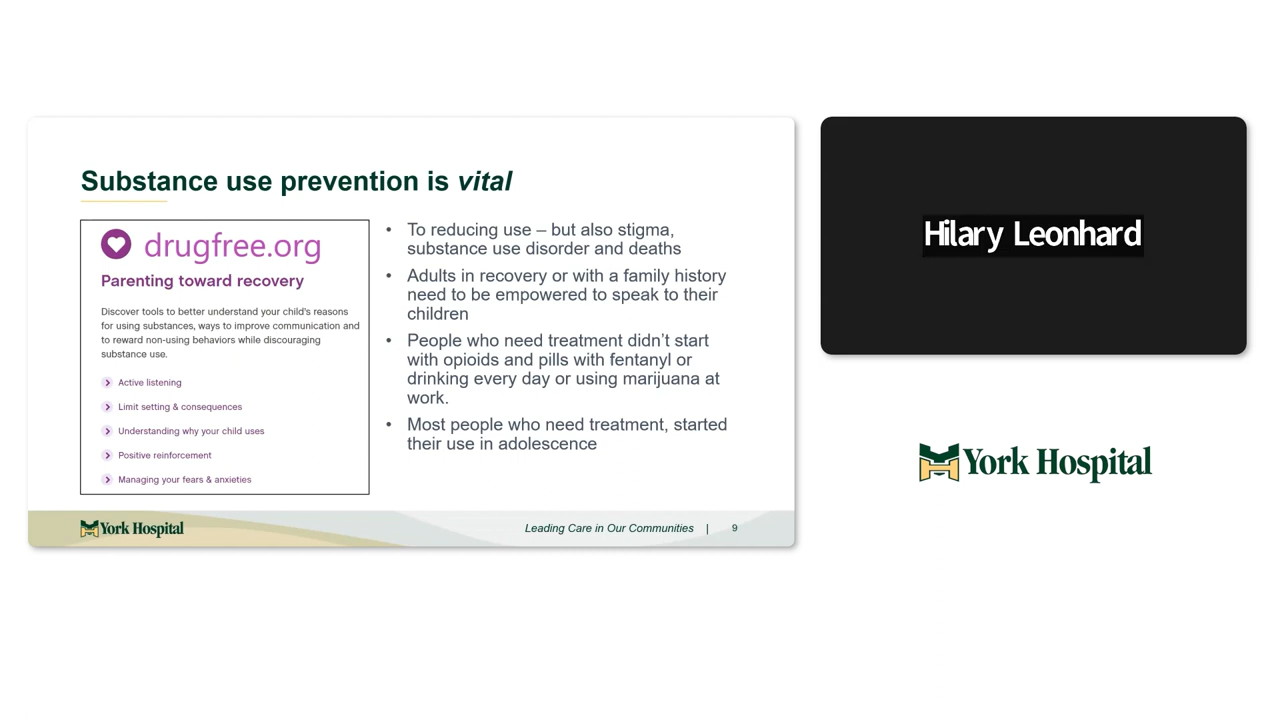 Substance use prevention is vital
drugfree.org
Parenting toward recovery
Discover tools to better understand your child's reasons
for using substances, ways to improve communication and
to reward non-using behaviors while discouraging
substance use.
Active listening
Limit setting & consequences
Understanding why your child uses
Positive reinforcement
Managing your fears & anxieties
• To reducing use – but also stigma,
substance use disorder and deaths
• Adults in recovery or with a family history
need to be empowered to speak to their
children
• People who need treatment didn't start
with opioids and pills with fentanyl or
drinking every day or using marijuana at
work.
• Most people who need treatment, started
their use in adolescence
York Hospital
Leading Care in Our Communities | 9
Hilary Leonhard
York Hospital